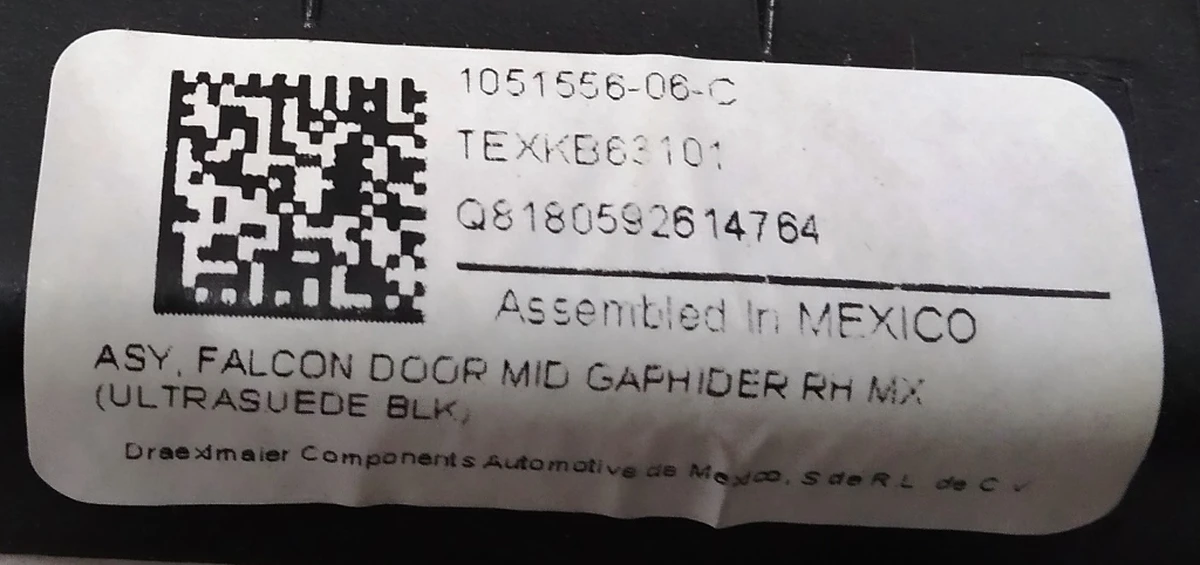 1051556-06-C
TEXKB63101
Q8180592614764
Assembled In MEXICO
ASY, FALCON DOOR MID GAPHIDER RH MX
(ULTRASUEDE BLK)
Draexlmaier Components Automotive de Mexico, S de R L de C V